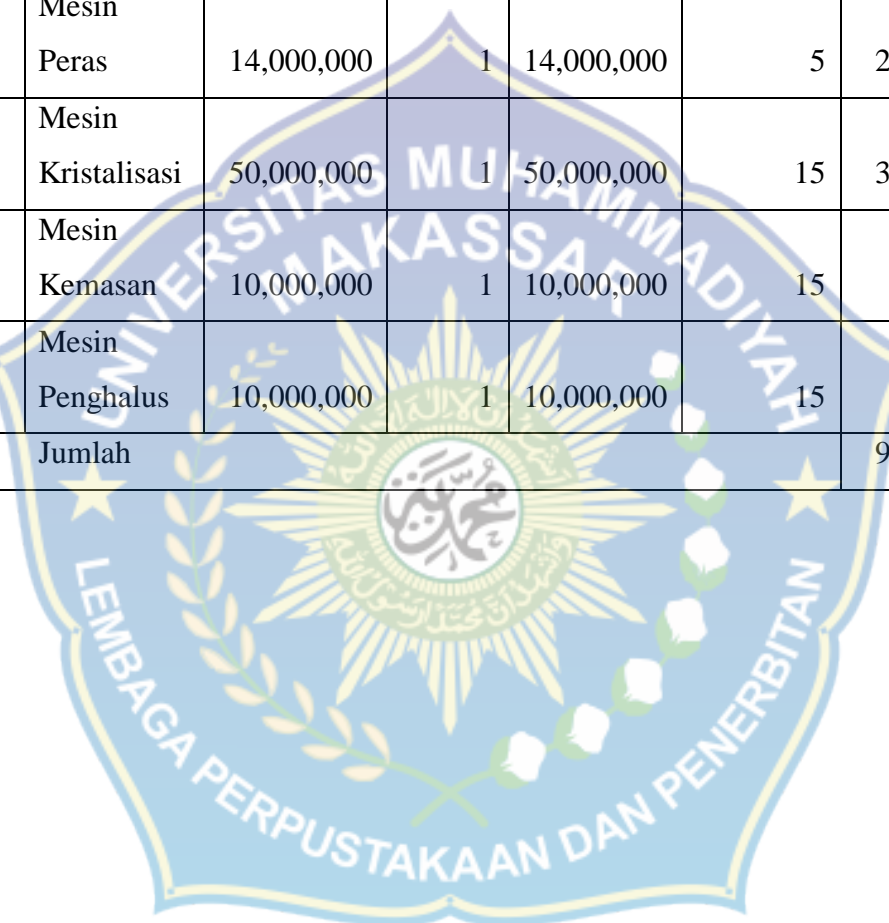 Mesin
Peras 14,000,000 1 14,000,000 5 2
Mesin
Kristalisasi 50,000,000 1 50,000,000 15 3
Mesin
Kemasan 10,000,000 1 10,000,000 15
Mesin
Penghalus 10,000,000 1 10,000,000 15
Jumlah 9
UNIVERSITAS MUHAMMADIYAH
MAKASSAR
LEMBAGA PERPUSTAKAAN DAN PENERBITAN